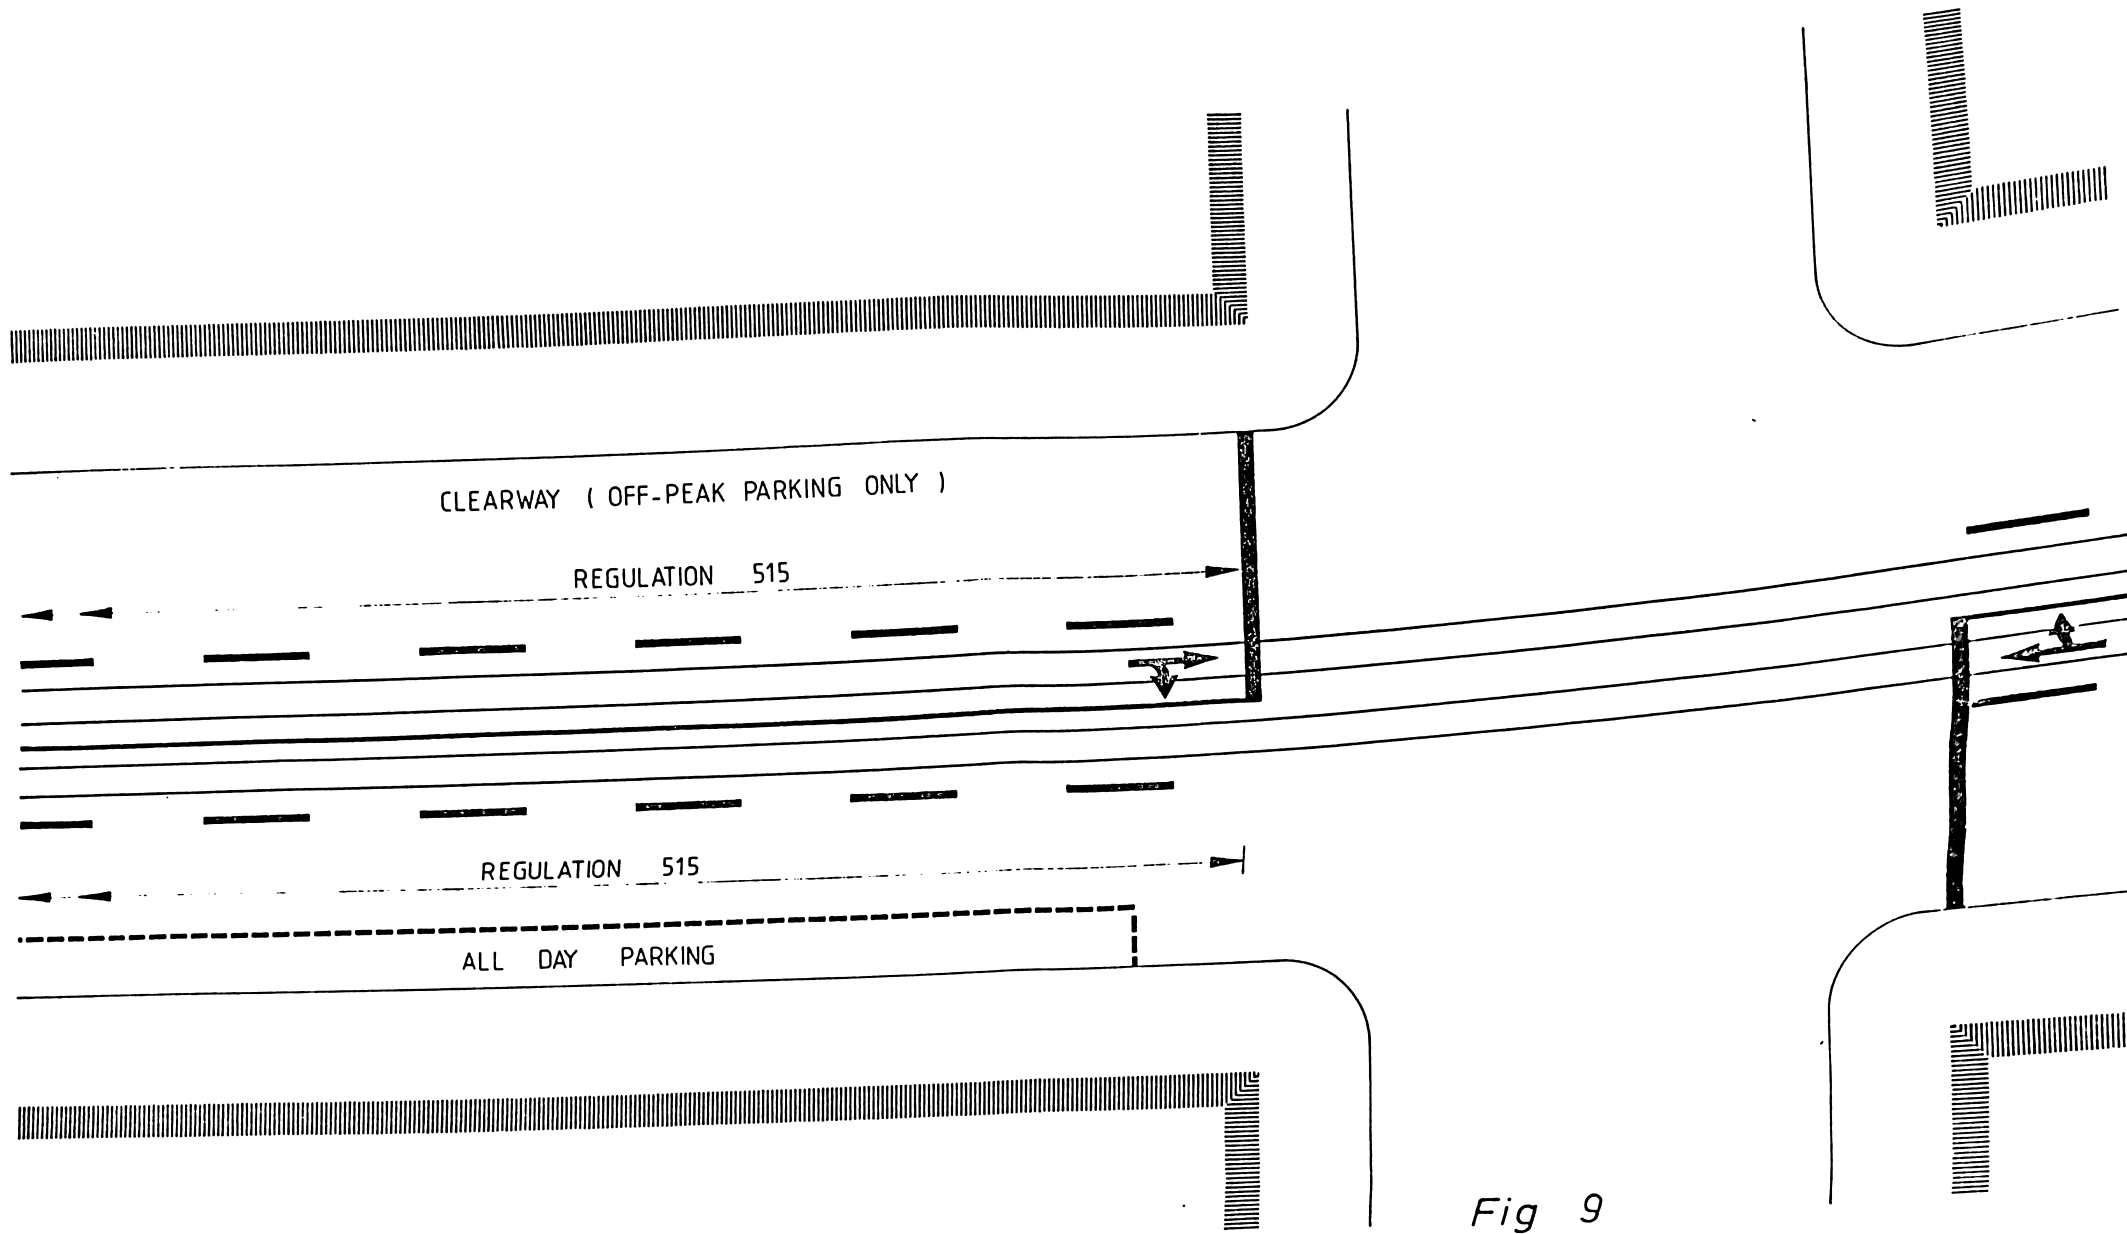 CLEARWAY ( OFF-PEAK PARKING ONLY )
REGULATION 515
REGULATION 515
ALL DAY PARKING
Fig 9